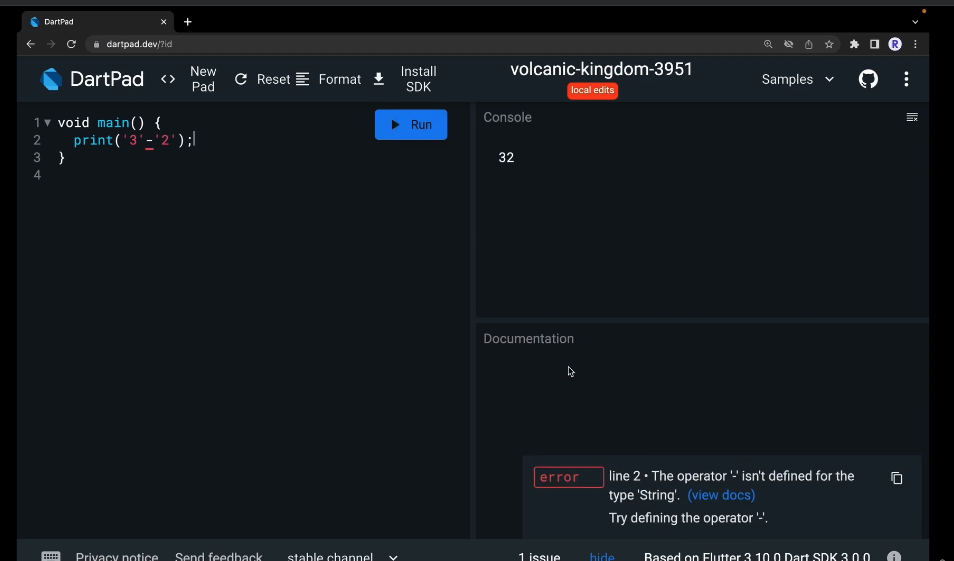 DartPad
dartpad.dev/?id
R
DartPad
<> New Pad
Reset
Format
Install SDK
volcanic-kingdom-3951
local edits
Samples
1 void main() {
2 print('3'-'2');
3 }
4
Run
Console
32
Documentation
error
line 2 • The operator '-' isn't defined for the
type 'String'. (view docs)
Try defining the operator '-'.
Privacy notice
Send feedback
stable channel
1 issue
hide
Based on Flutter 3.10.0 Dart SDK 3.0.0